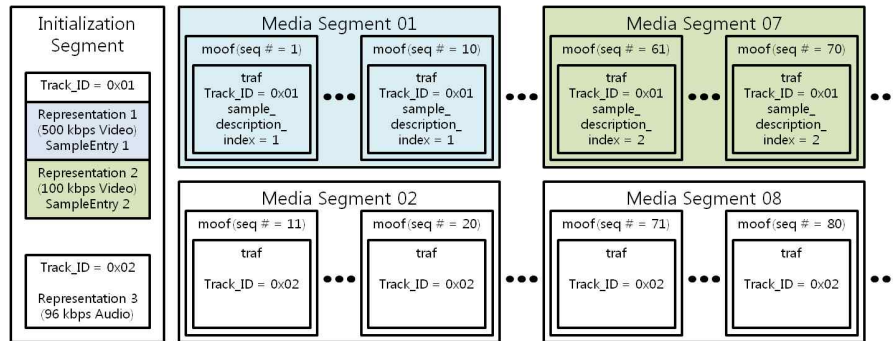 Initialization
Segment
Track_ID = 0x01
Representation 1
(500 kbps Video)
SampleEntry 1
Representation 2
(100 kbps Video)
SampleEntry 2
Track_ID = 0x02
Representation 3
(96 kbps Audio)
Media Segment 01
moof(seq # = 1)
traf
Track_ID = 0x01
sample_
description_
index = 1
•••
moof(seq # = 10)
traf
Track_ID = 0x01
sample_
description_
index = 1
•••
Media Segment 07
moof(seq # = 61)
traf
Track_ID = 0x01
sample_
description_
index = 2
•••
moof(seq # = 70)
traf
Track_ID = 0x01
sample_
description_
index = 2
••
Media Segment 02
moof(seq # = 11)
traf
Track_ID = 0x02
•••
moof(seq # = 20)
traf
Track_ID = 0x02
•••
Media Segment 08
moof(seq # = 71)
traf
Track_ID = 0x02
•••
moof(seq # = 80)
traf
Track_ID = 0x02
••